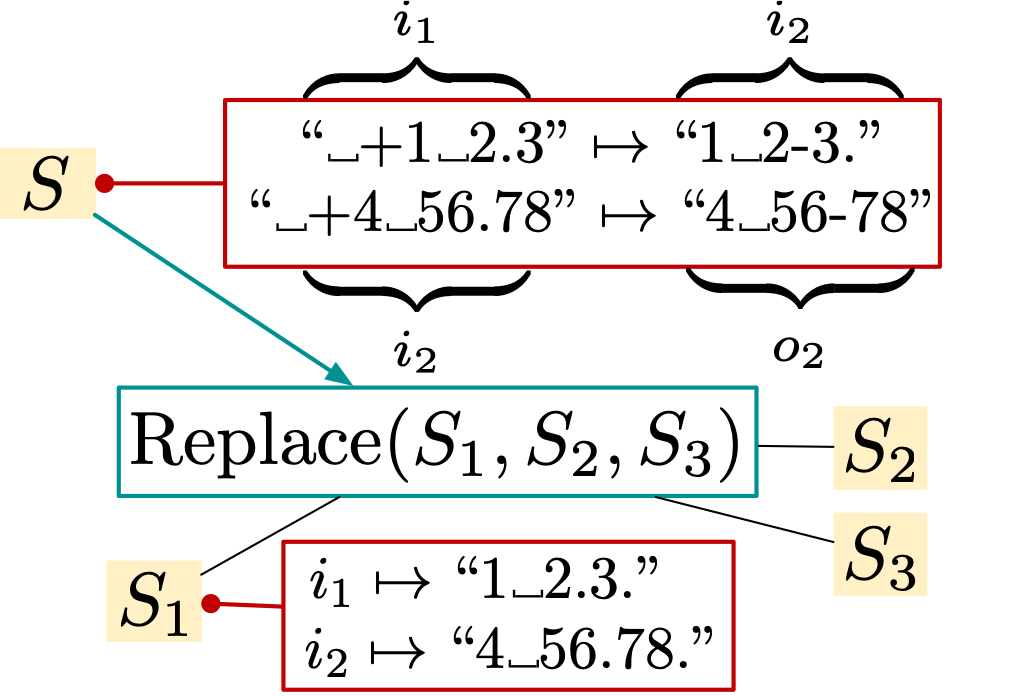 i₁ i₂
“␣+1␣2.3” ↦ “1␣2-3.”
S
“␣+4␣56.78” ↦ “4␣56-78”
i₂ o₂
Replace(S₁, S₂, S₃)
S₂
S₃
i₁ ↦ “1␣2.3.”
S₁
i₂ ↦ “4␣56.78.”